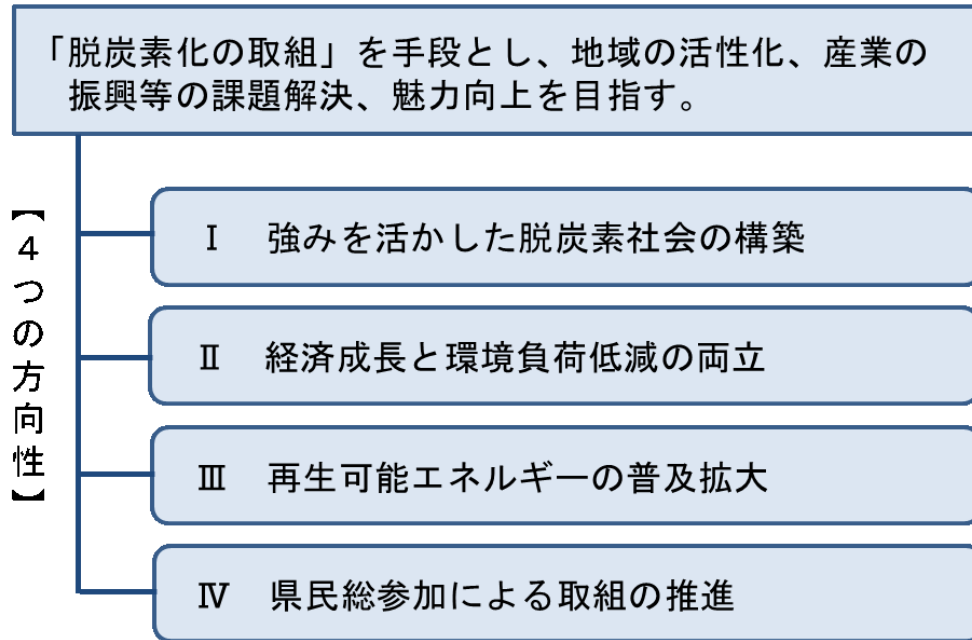 「脱炭素化の取組」を手段とし、地域の活性化、産業の
振興等の課題解決、魅力向上を目指す。
【４つの方向性】
Ⅰ 強みを活かした脱炭素社会の構築
Ⅱ 経済成長と環境負荷低減の両立
Ⅲ 再生可能エネルギーの普及拡大
Ⅳ 県民総参加による取組の推進